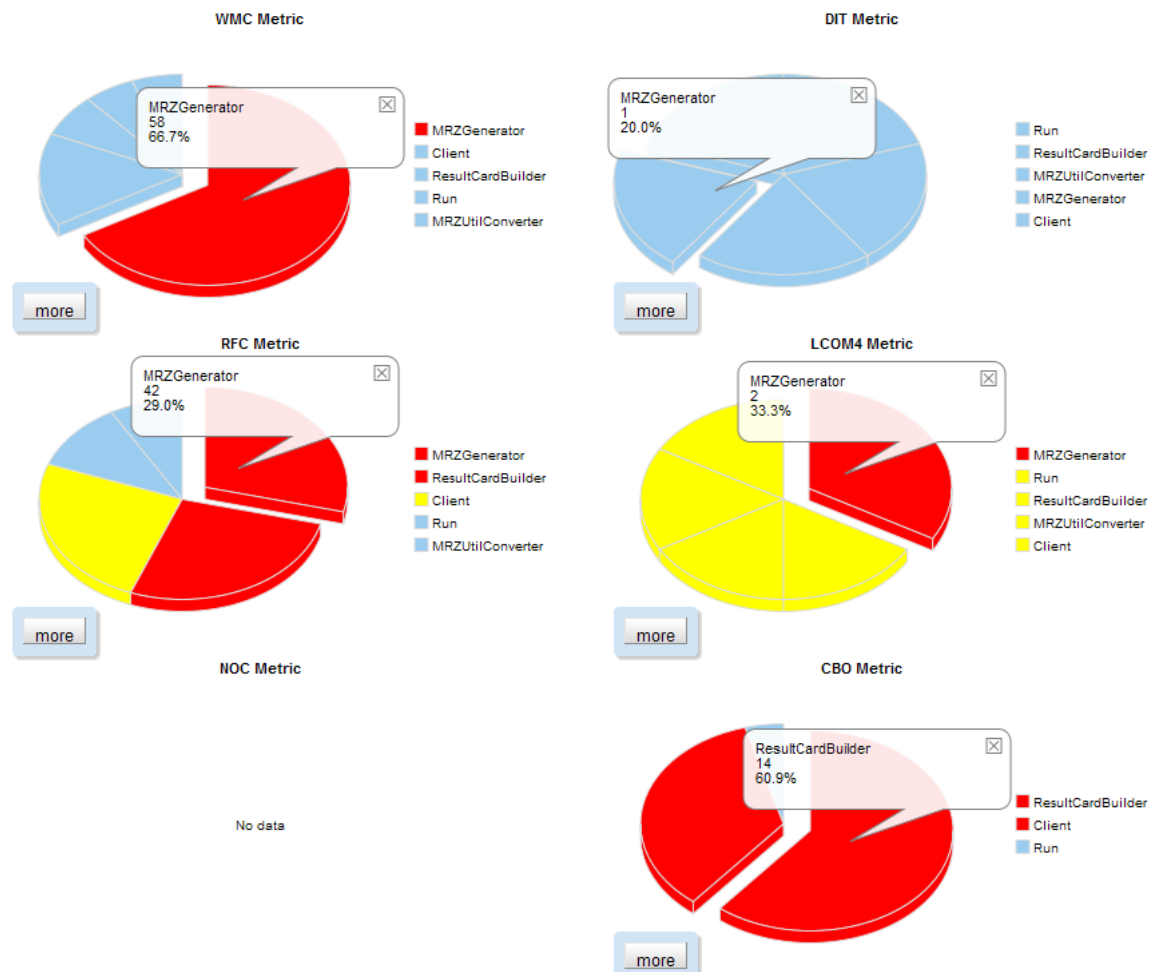 WMC Metric
MRZGenerator
58
66.7%
MRZGenerator
Client
ResultCardBuilder
Run
MRZUtilConverter
more
DIT Metric
MRZGenerator
1
20.0%
Run
ResultCardBuilder
MRZUtilConverter
MRZGenerator
Client
more
RFC Metric
MRZGenerator
42
29.0%
MRZGenerator
ResultCardBuilder
Client
Run
MRZUtilConverter
more
LCOM4 Metric
MRZGenerator
2
33.3%
MRZGenerator
Run
ResultCardBuilder
MRZUtilConverter
Client
more
NOC Metric
No data
CBO Metric
ResultCardBuilder
14
60.9%
ResultCardBuilder
Client
Run
more